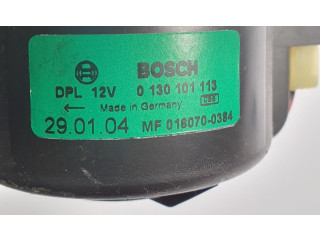 BOSCH
DPL 12V 0 130 101 113
← Made in Germany
29.01.04 MF 016070-0384